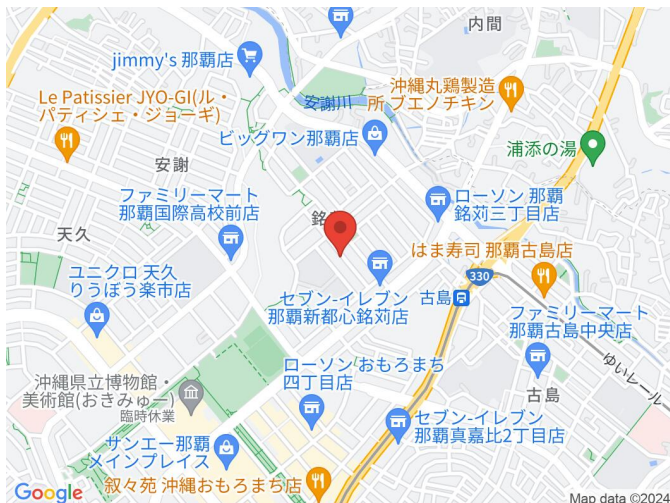 内間
jimmy's 那覇店
沖縄丸鶏製造
所 ブエノチキン
安謝川
Le Patissier JYO-GI(ル・
パティシェ・ジョーギ)
ビッグワン那覇店
浦添の湯
安謝
ファミリーマート
那覇国際高校前店
ローソン 那覇
銘苅三丁目店
天久
はま寿司 那覇古島店
ユニクロ 天久
りうぼう楽市店
330
古島
セブン-イレブン
那覇新都心銘苅店
ファミリーマート
那覇古島中央店
ゆいレール
沖縄県立博物館・
美術館(おきみゅー)
臨時休業
ローソン おもろまち
四丁目店
古島
セブン-イレブン
那覇真嘉比2丁目店
サンエー那覇
メインプレイス
叙々苑 沖縄おもろまち店
Google
Map data ©2024